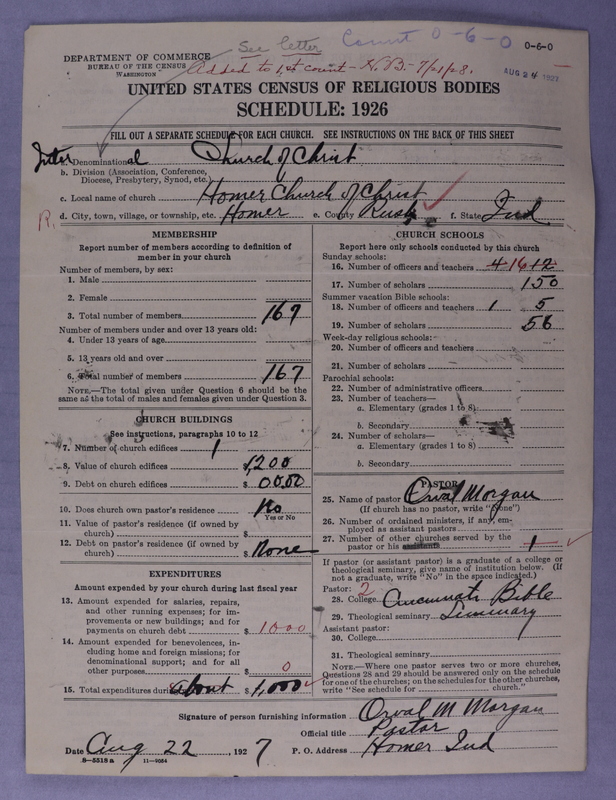 See letter Count 0-6-0 0-6-0
DEPARTMENT OF COMMERCE
BUREAU OF THE CENSUS
WASHINGTON
Added to 1st count - H.B. - 7/21/28.
AUG 24 1927
UNITED STATES CENSUS OF RELIGIOUS BODIES
SCHEDULE: 1926
FILL OUT A SEPARATE SCHEDULE FOR EACH CHURCH. SEE INSTRUCTIONS ON THE BACK OF THIS SHEET
Inter a. Denominational Church of Christ
b. Division (Association, Conference,
Diocese, Presbytery, Synod, etc.)
c. Local name of church Homer Church of Christ
R. d. City, town, village, or township, etc. Homer e. County Rush f. State Ind
MEMBERSHIP
Report number of members according to definition of
member in your church
Number of members, by sex:
1. Male
2. Female
3. Total number of members 167
Number of members under and over 13 years old:
4. Under 13 years of age
5. 13 years old and over
6. Total number of members 167
NOTE.—The total given under Question 6 should be the
same as the total of males and females given under Question 3.
CHURCH BUILDINGS
See instructions, paragraphs 10 to 12
7. Number of church edifices 1
8. Value of church edifices $1,200
9. Debt on church edifices $ 0000
10. Does church own pastor's residence? No
Yes or No
11. Value of pastor's residence (if owned by
church) $
12. Debt on pastor's residence (if owned by
church) $ None
EXPENDITURES
Amount expended by your church during last fiscal year
13. Amount expended for salaries, repairs,
and other running expenses; for im-
provements or new buildings; and for
payments on church debt $ 1000
14. Amount expended for benevolences, in-
cluding home and foreign missions; for
denominational support; and for all
other purposes $ 0
15. Total expenditures during about $1,000
CHURCH SCHOOLS
Report here only schools conducted by this church
Sunday schools:
16. Number of officers and teachers 4 16 12
17. Number of scholars 150
Summer vacation Bible schools:
18. Number of officers and teachers 1 5
19. Number of scholars 56
Week-day religious schools:
20. Number of officers and teachers
21. Number of scholars
Parochial schools:
22. Number of administrative officers
23. Number of teachers—
a. Elementary (grades 1 to 8)
b. Secondary
24. Number of scholars—
a. Elementary (grades 1 to 8)
b. Secondary
PASTOR
25. Name of pastor Orval Morgan
(If church has no pastor, write "None")
26. Number of ordained ministers, if any, em-
ployed as assistant pastors
27. Number of other churches served by the
pastor or his assistants 1
If pastor (or assistant pastor) is a graduate of a college or
theological seminary, give name of institution below. (If
not a graduate, write "No" in the space indicated.)
Pastor: 2
28. College Cincinnati Bible
29. Theological seminary Seminary
Assistant pastor:
30. College
31. Theological seminary
NOTE.—Where one pastor serves two or more churches,
Questions 28 and 29 should be answered only on the schedule
for one of the churches; on the schedules for the other churches,
write "See schedule for church."
Signature of person furnishing information Orval M Morgan
Official title Pastor
Date Aug 22, 1927 P. O. Address Homer Ind
8-5518a 11-9064